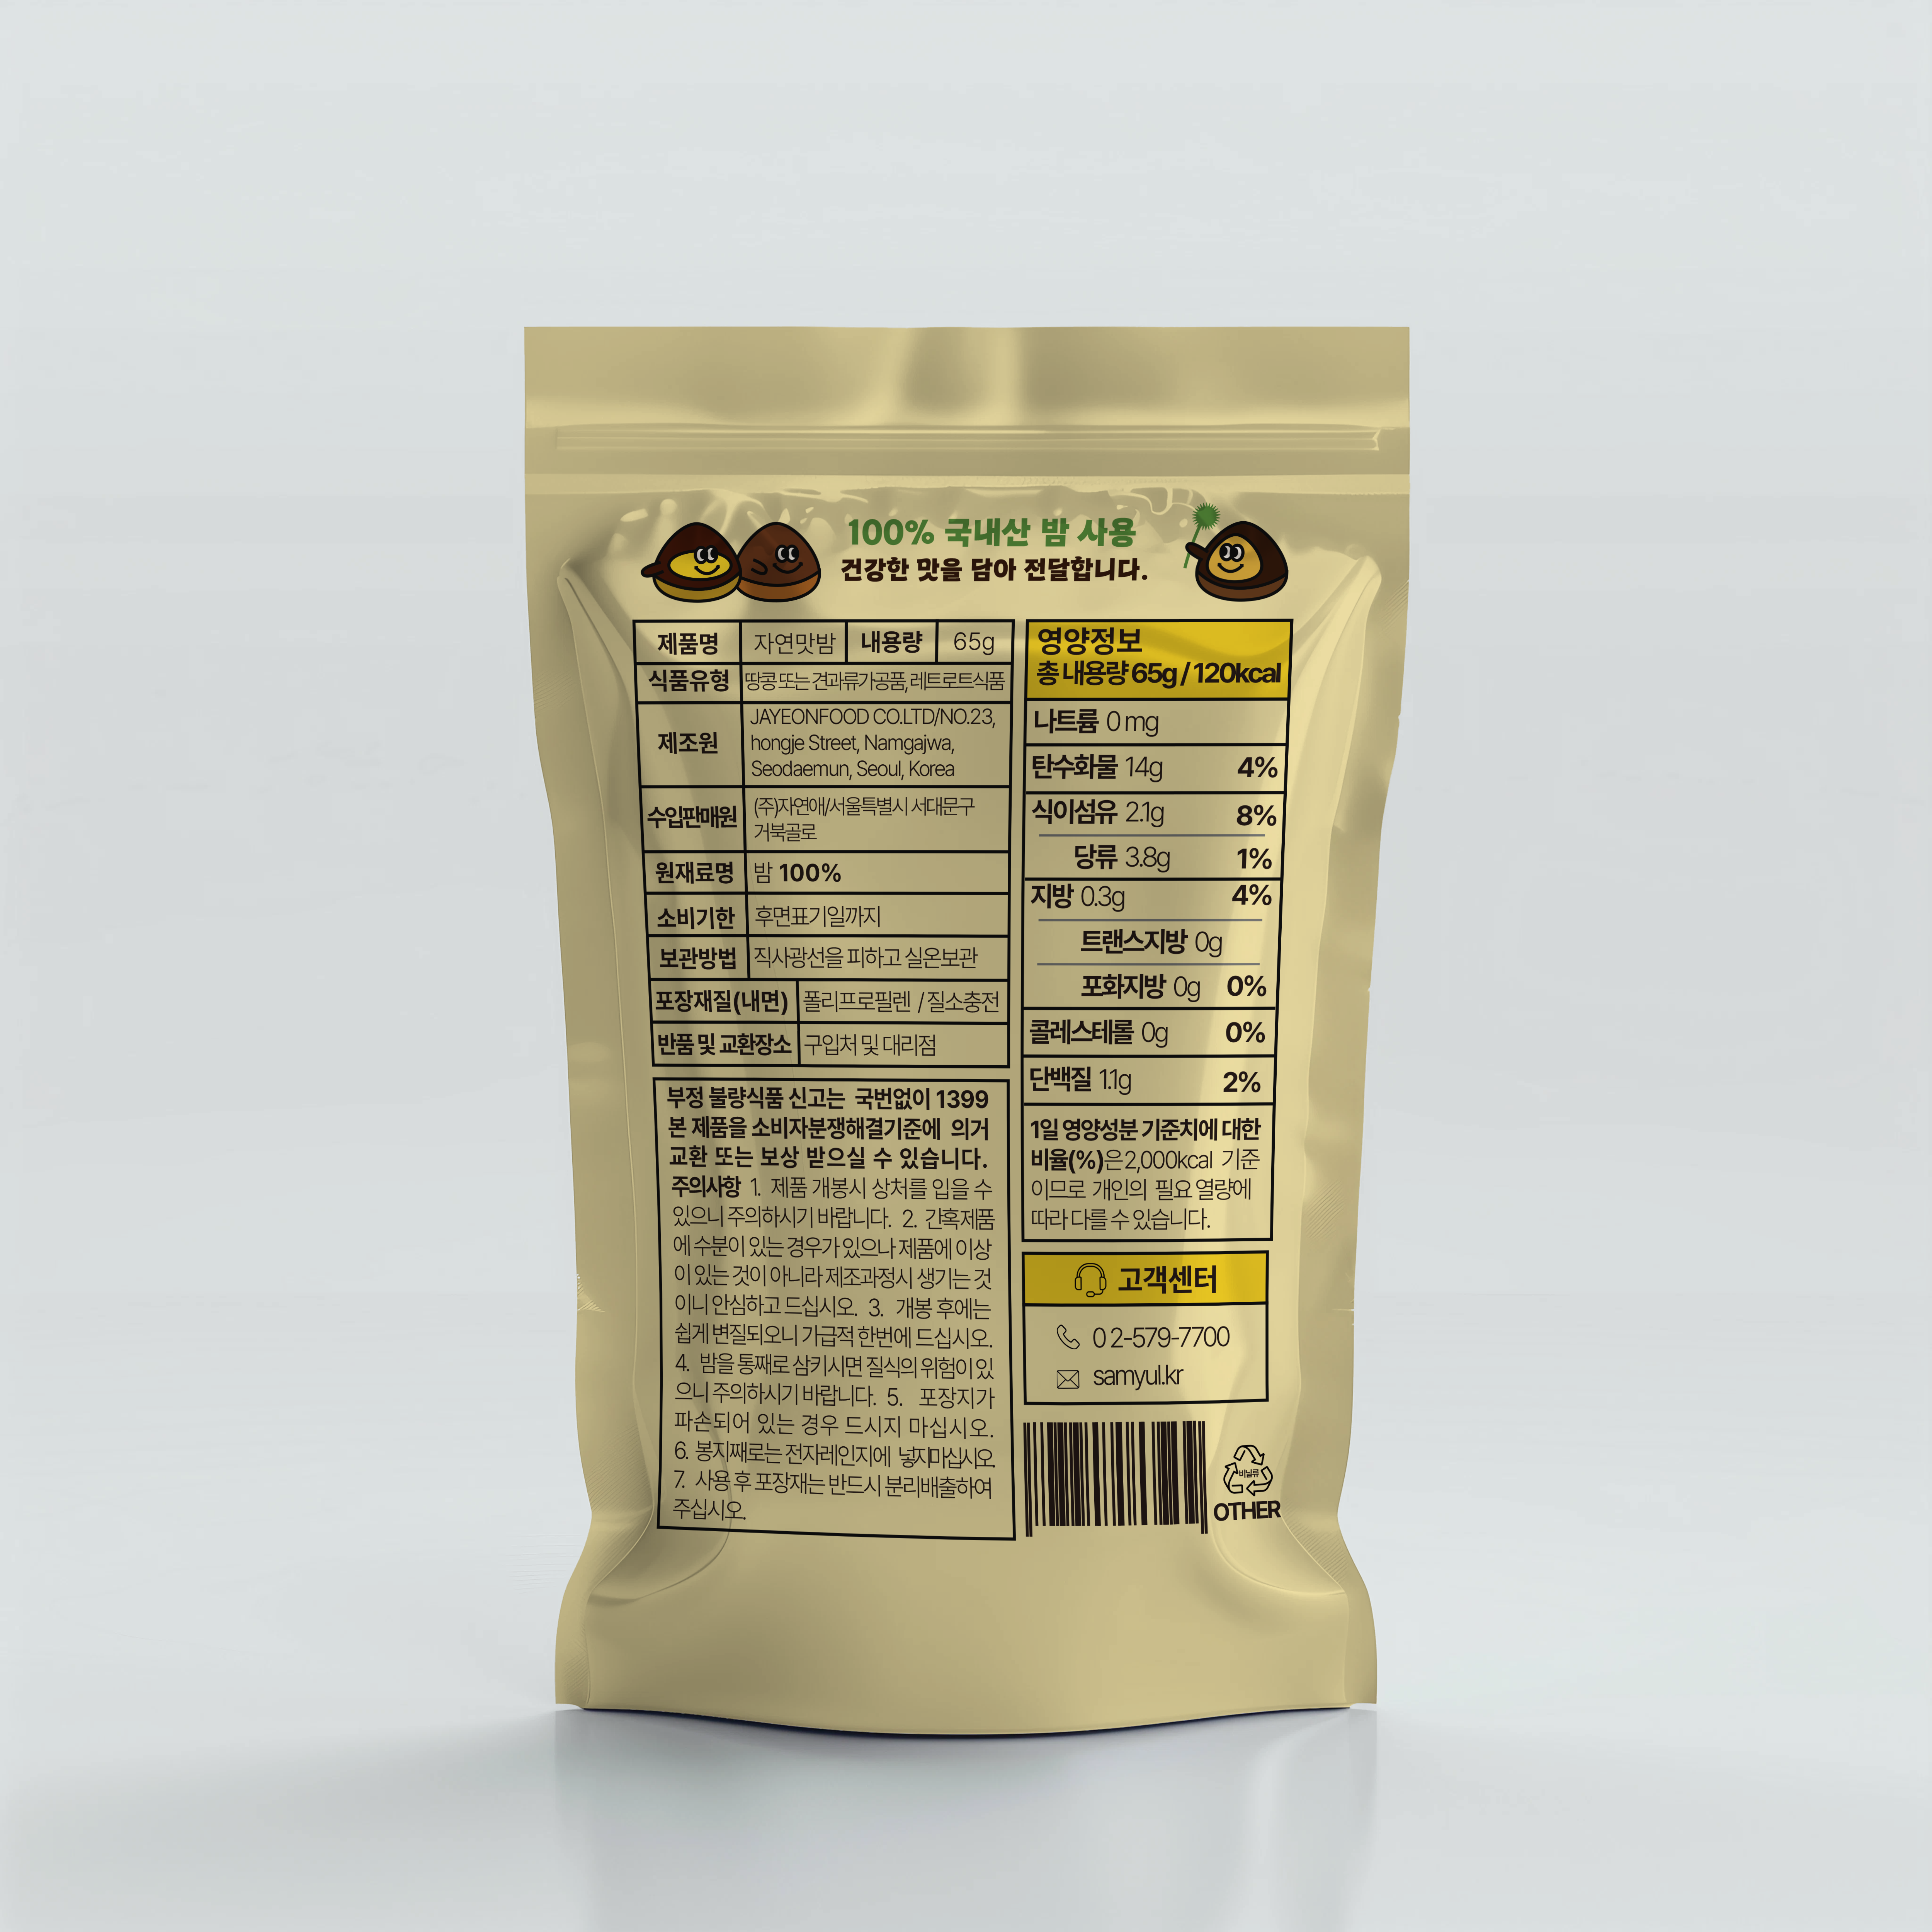 100% 국내산 밤 사용
건강한 맛을 담아 전달합니다.
제품명 자연맛밤 내용량 65g
식품유형 땅콩 또는 견과류가공품, 레트로트식품
제조원 JAYEONFOOD CO.LTD/NO.23,
hongje Street, Namgajwa,
Seodaemun, Seoul, Korea
수입판매원 (주)자연애/서울특별시 서대문구
거북골로
원재료명 밤 100%
소비기한 후면표기일까지
보관방법 직사광선을 피하고 실온보관
포장재질(내면) 폴리프로필렌 / 질소충전
반품 및 교환장소 구입처 및 대리점
부정 불량식품 신고는 국번없이 1399
본 제품을 소비자분쟁해결기준에 의거
교환 또는 보상 받으실 수 있습니다.
주의사항 1. 제품 개봉시 상처를 입을 수
있으니 주의하시기 바랍니다. 2. 간혹제품
에 수분이 있는 경우가 있으나 제품에 이상
이 있는 것이 아니라 제조과정시 생기는 것
이니 안심하고 드십시오. 3. 개봉 후에는
쉽게 변질되오니 가급적 한번에 드십시오.
4. 밤을 통째로 삼키시면 질식의 위험이 있
으니 주의하시기 바랍니다. 5. 포장지가
파손되어 있는 경우 드시지 마십시오.
6. 봉지째로는 전자레인지에 넣지마십시오.
7. 사용 후 포장재는 반드시 분리배출하여
주십시오.
영양정보
총 내용량 65g / 120kcal
나트륨 0 mg
탄수화물 14g 4%
식이섬유 2.1g 8%
당류 3.8g 1%
지방 0.3g 4%
트랜스지방 0g
포화지방 0g 0%
콜레스테롤 0g 0%
단백질 1.1g 2%
1일 영양성분 기준치에 대한
비율(%)은 2,000kcal 기준
이므로 개인의 필요 열량에
따라 다를 수 있습니다.
고객센터
02-579-7700
samyul.kr
비닐류
OTHER